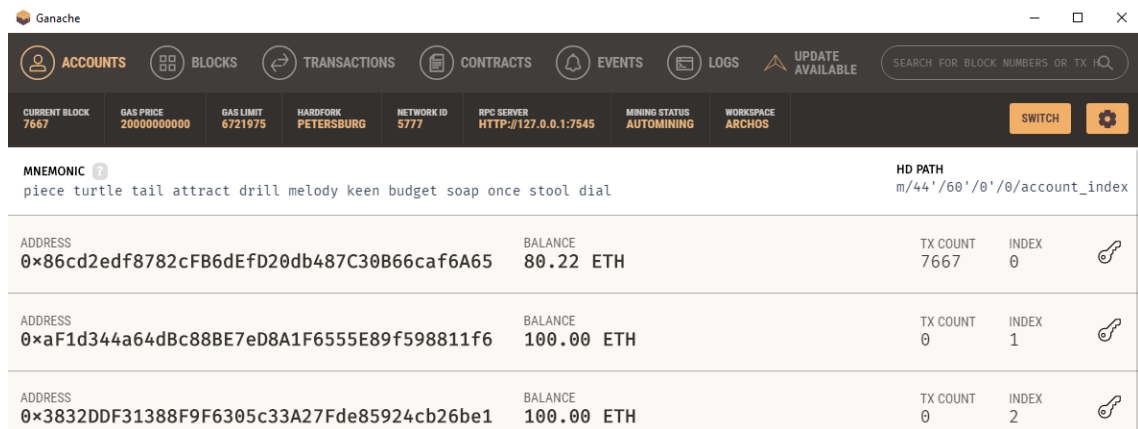 Ganache
ACCOUNTS BLOCKS TRANSACTIONS CONTRACTS EVENTS LOGS UPDATE AVAILABLE SEARCH FOR BLOCK NUMBERS OR TX H
CURRENT BLOCK GAS PRICE GAS LIMIT HARDFORK NETWORK ID RPC SERVER MINING STATUS WORKSPACE
7667 20000000000 6721975 PETERSBURG 5777 HTTP://127.0.0.1:7545 AUTOMINING ARCHOS SWITCH
MNEMONIC ? HD PATH
piece turtle tail attract drill melody keen budget soap once stool dial m/44'/60'/0'/0/account_index
ADDRESS BALANCE TX COUNT INDEX
0×86cd2edf8782cFB6dEfD20db487C30B66caf6A65 80.22 ETH 7667 0
ADDRESS BALANCE TX COUNT INDEX
0×aF1d344a64dBc88BE7eD8A1F6555E89f598811f6 100.00 ETH 0 1
ADDRESS BALANCE TX COUNT INDEX
0×3832DDF31388F9F6305c33A27Fde85924cb26be1 100.00 ETH 0 2